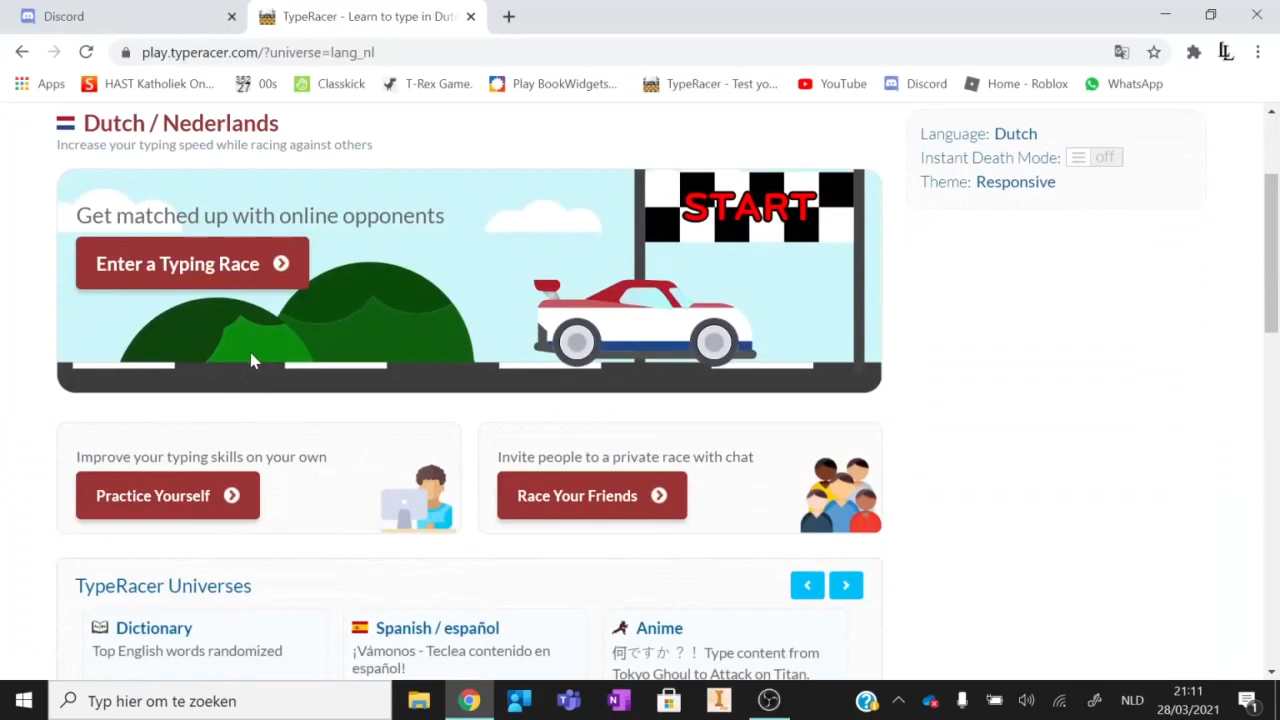 Discord
TypeRacer - Learn to type in Dut
play.typeracer.com/?universe=lang_nl
Apps
HAST Katholiek On...
00s
Classkick
T-Rex Game.
Play BookWidgets...
TypeRacer - Test yo...
YouTube
Discord
Home - Roblox
WhatsApp
Dutch / Nederlands
Increase your typing speed while racing against others
Language: Dutch
Instant Death Mode: off
Theme: Responsive
Get matched up with online opponents
START
Enter a Typing Race
Improve your typing skills on your own
Practice Yourself
Invite people to a private race with chat
Race Your Friends
TypeRacer Universes
Dictionary
Top English words randomized
Spanish / español
¡Vámonos - Teclea contenido en
español!
Anime
何ですか？！ Type content from
Tokyo Ghoul to Attack on Titan.
Typ hier om te zoeken
NLD
21:11
28/03/2021
1